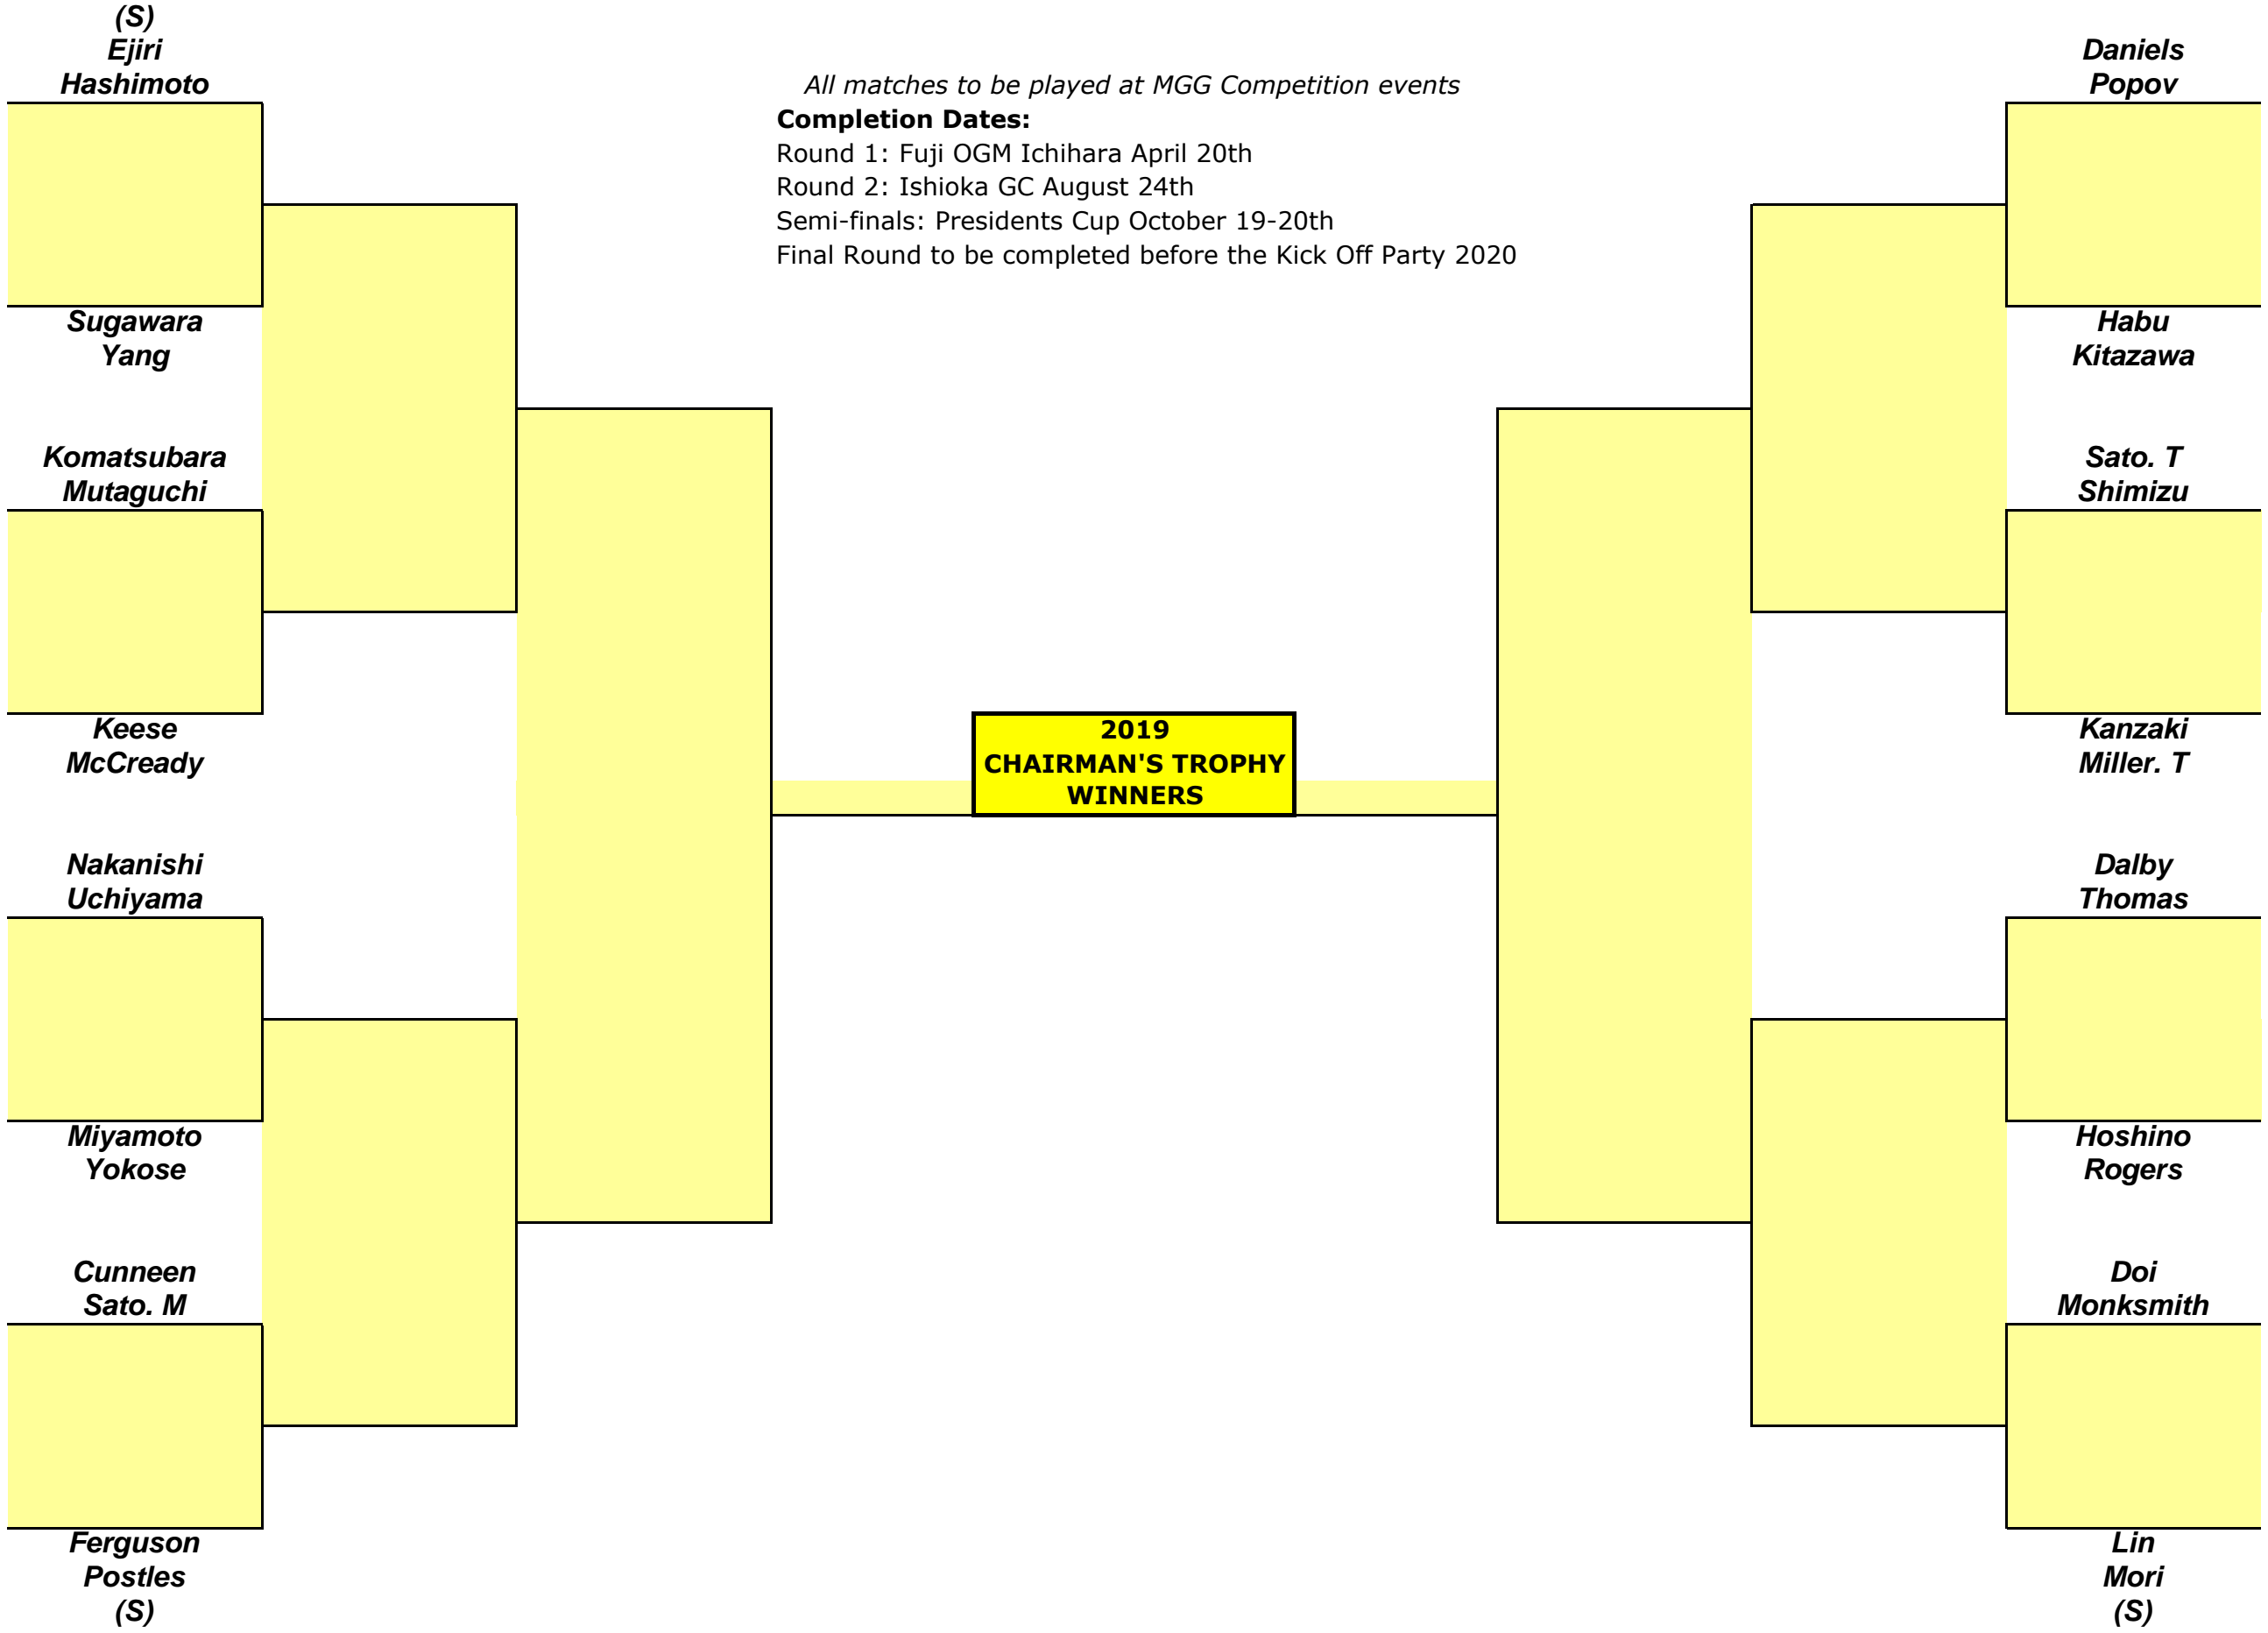 (S)
Ejiri
Hashimoto
Sugawara
Yang
Komatsubara
Mutaguchi
Keese
McCready
Nakanishi
Uchiyama
Miyamoto
Yokose
Cunneen
Sato. M
Ferguson
Postles
(S)
All matches to be played at MGG Competition events
Completion Dates:
Round 1: Fuji OGM Ichihara April 20th
Round 2: Ishioka GC August 24th
Semi-finals: Presidents Cup October 19-20th
Final Round to be completed before the Kick Off Party 2020
2019
CHAIRMAN'S TROPHY
WINNERS
Daniels
Popov
Habu
Kitazawa
Sato. T
Shimizu
Kanzaki
Miller. T
Dalby
Thomas
Hoshino
Rogers
Doi
Monksmith
Lin
Mori
(S)